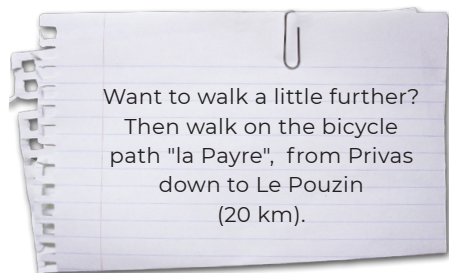 Want to walk a little further?
Then walk on the bicycle
path "la Payre", from Privas
down to Le Pouzin
(20 km).